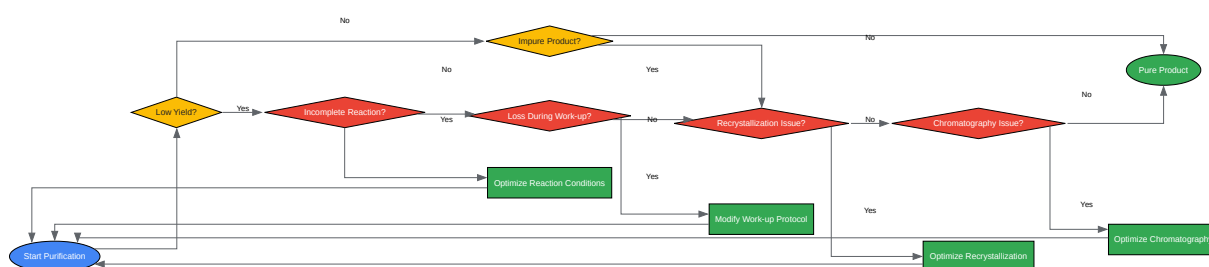 No
Impure Product?
No
No
Yes
Pure Product
Low Yield?
Yes
Incomplete Reaction?
Yes
Loss During Work-up?
No
Recrystallization Issue?
No
Chromatography Issue?
No
Optimize Reaction Conditions
Yes
Modify Work-up Protocol
Yes
Yes
Optimize Chromatography
Start Purification
Optimize Recrystallization